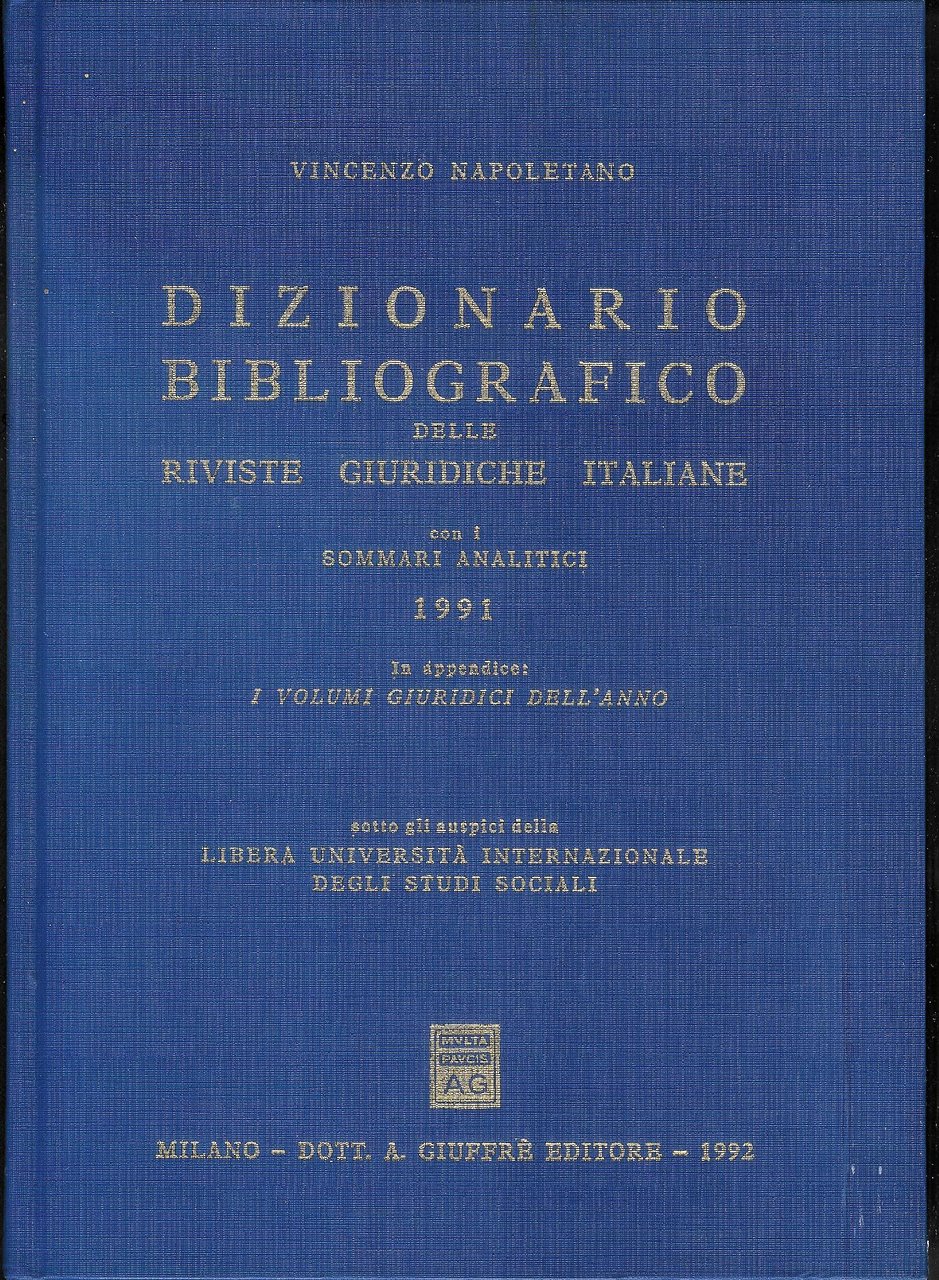 VINCENZO NAPOLETANO
DIZIONARIO
BIBLIOGRAFICO
DELLE
RIVISTE GIURIDICHE ITALIANE
con i
SOMMARI ANALITICI
1991
In appendice:
I VOLUMI GIURIDICI DELL'ANNO
sotto gli auspici della
LIBERA UNIVERSITÀ INTERNAZIONALE
DEGLI STUDI SOCIALI
MVLTA
PAVCIS
AG
MILANO – DOTT. A. GIUFFRÈ EDITORE – 1992